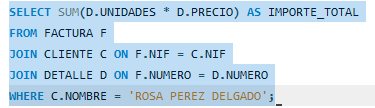 SELECT SUM(D.UNIDADES * D.PRECIO) AS IMPORTE_TOTAL
FROM FACTURA F
JOIN CLIENTE C ON F.NIF = C.NIF
JOIN DETALLE D ON F.NUMERO = D.NUMERO
WHERE C.NOMBRE = 'ROSA PEREZ DELGADO';